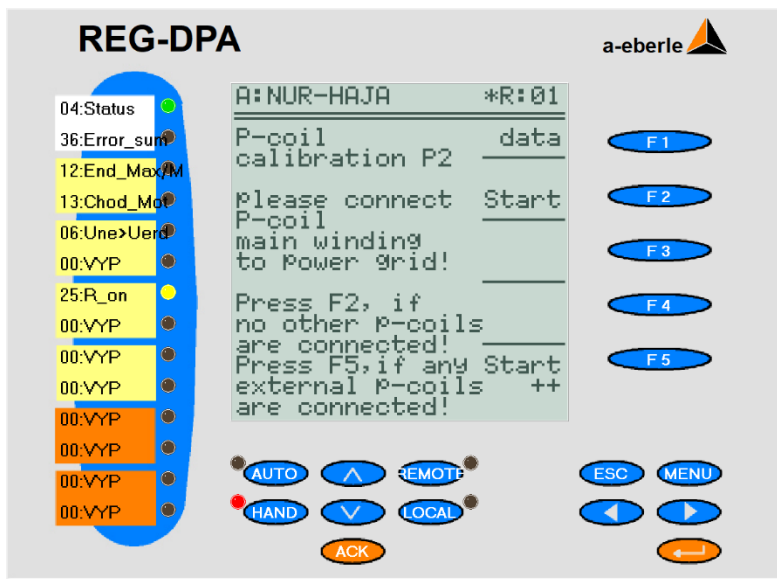 REG-DPA
a-eberle
04:Status
36:Error_sum
12:End_Max/M
13:Chod_Mot
06:Une>Uerd
00:VYP
25:R_on
00:VYP
00:VYP
00:VYP
00:VYP
00:VYP
00:VYP
00:VYP
A:NUR-HAJA *R:01
P-coil data
calibration P2
please connect Start
P-coil
main winding
to power grid!
Press F2, if
no other p-coils
are connected!
Press F5,if any Start
external p-coils ++
are connected!
F1
F2
F3
F4
F5
AUTO REMOTE ESC MENU
HAND LOCAL
ACK